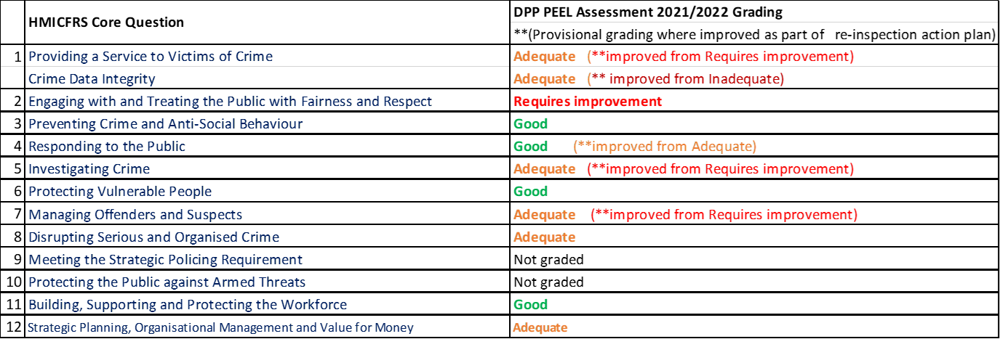 HMICFRS Core Question DPP PEEL Assessment 2021/2022 Grading
**(Provisional grading where improved as part of re-inspection action plan)
1 Providing a Service to Victims of Crime Adequate (**improved from Requires improvement)
Crime Data Integrity Adequate (** improved from Inadequate)
2 Engaging with and Treating the Public with Fairness and Respect Requires improvement
3 Preventing Crime and Anti-Social Behaviour Good
4 Responding to the Public Good (**improved from Adequate)
5 Investigating Crime Adequate (**improved from Requires improvement)
6 Protecting Vulnerable People Good
7 Managing Offenders and Suspects Adequate (**improved from Requires improvement)
8 Disrupting Serious and Organised Crime Adequate
9 Meeting the Strategic Policing Requirement Not graded
10 Protecting the Public against Armed Threats Not graded
11 Building, Supporting and Protecting the Workforce Good
12 Strategic Planning, Organisational Management and Value for Money Adequate